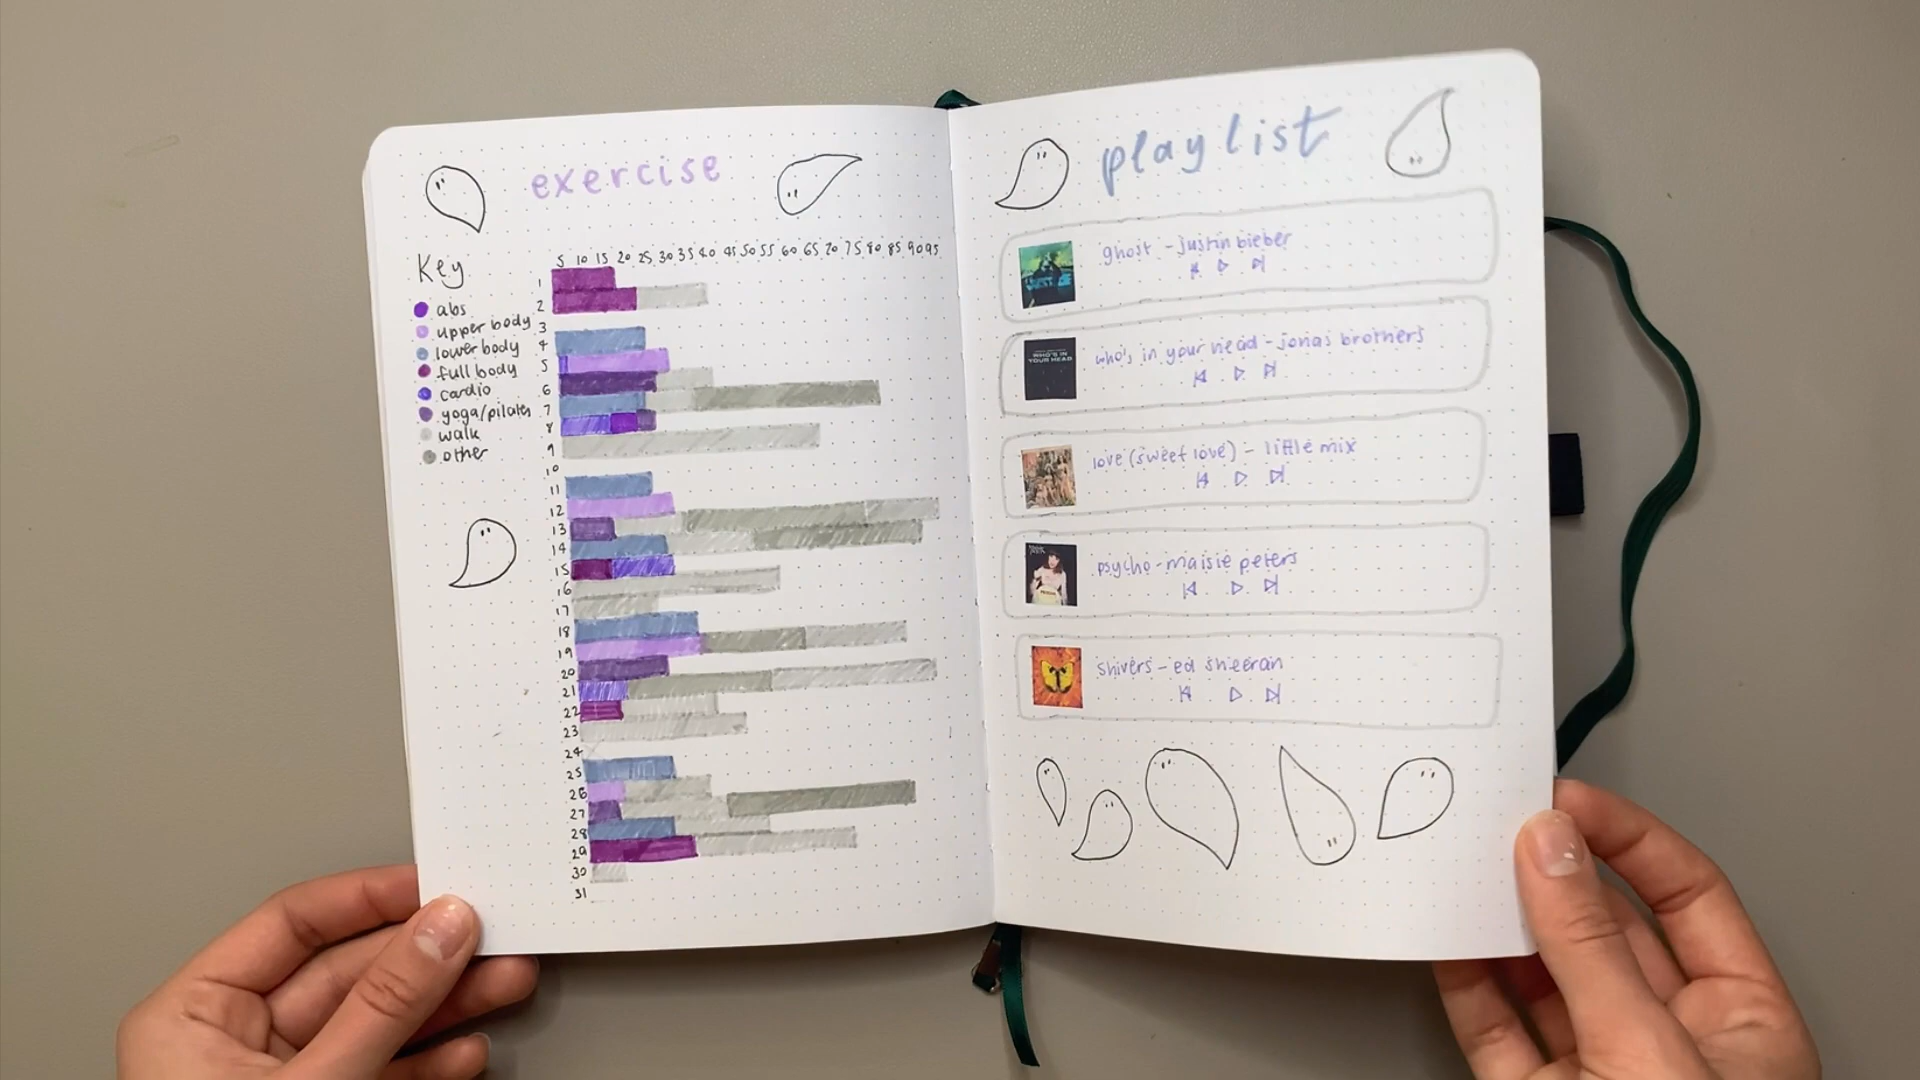 exercise
Key
abs
upper body
lower body
full body
cardio
yoga/pilates
walk
other
5 10 15 20 25 30 35 40 45 50 55 60 65 70 75 80 85 90 95
1
2
3
4
5
6
7
8
9
10
11
12
13
14
15
16
17
18
19
20
21
22
23
24
25
26
27
28
29
30
31
playlist
ghost - justin bieber
who's in your head - jonas brothers
WHO'S IN
YOUR HEAD
love (sweet love) - little mix
psycho - maisie peters
shivers - ed sheeran